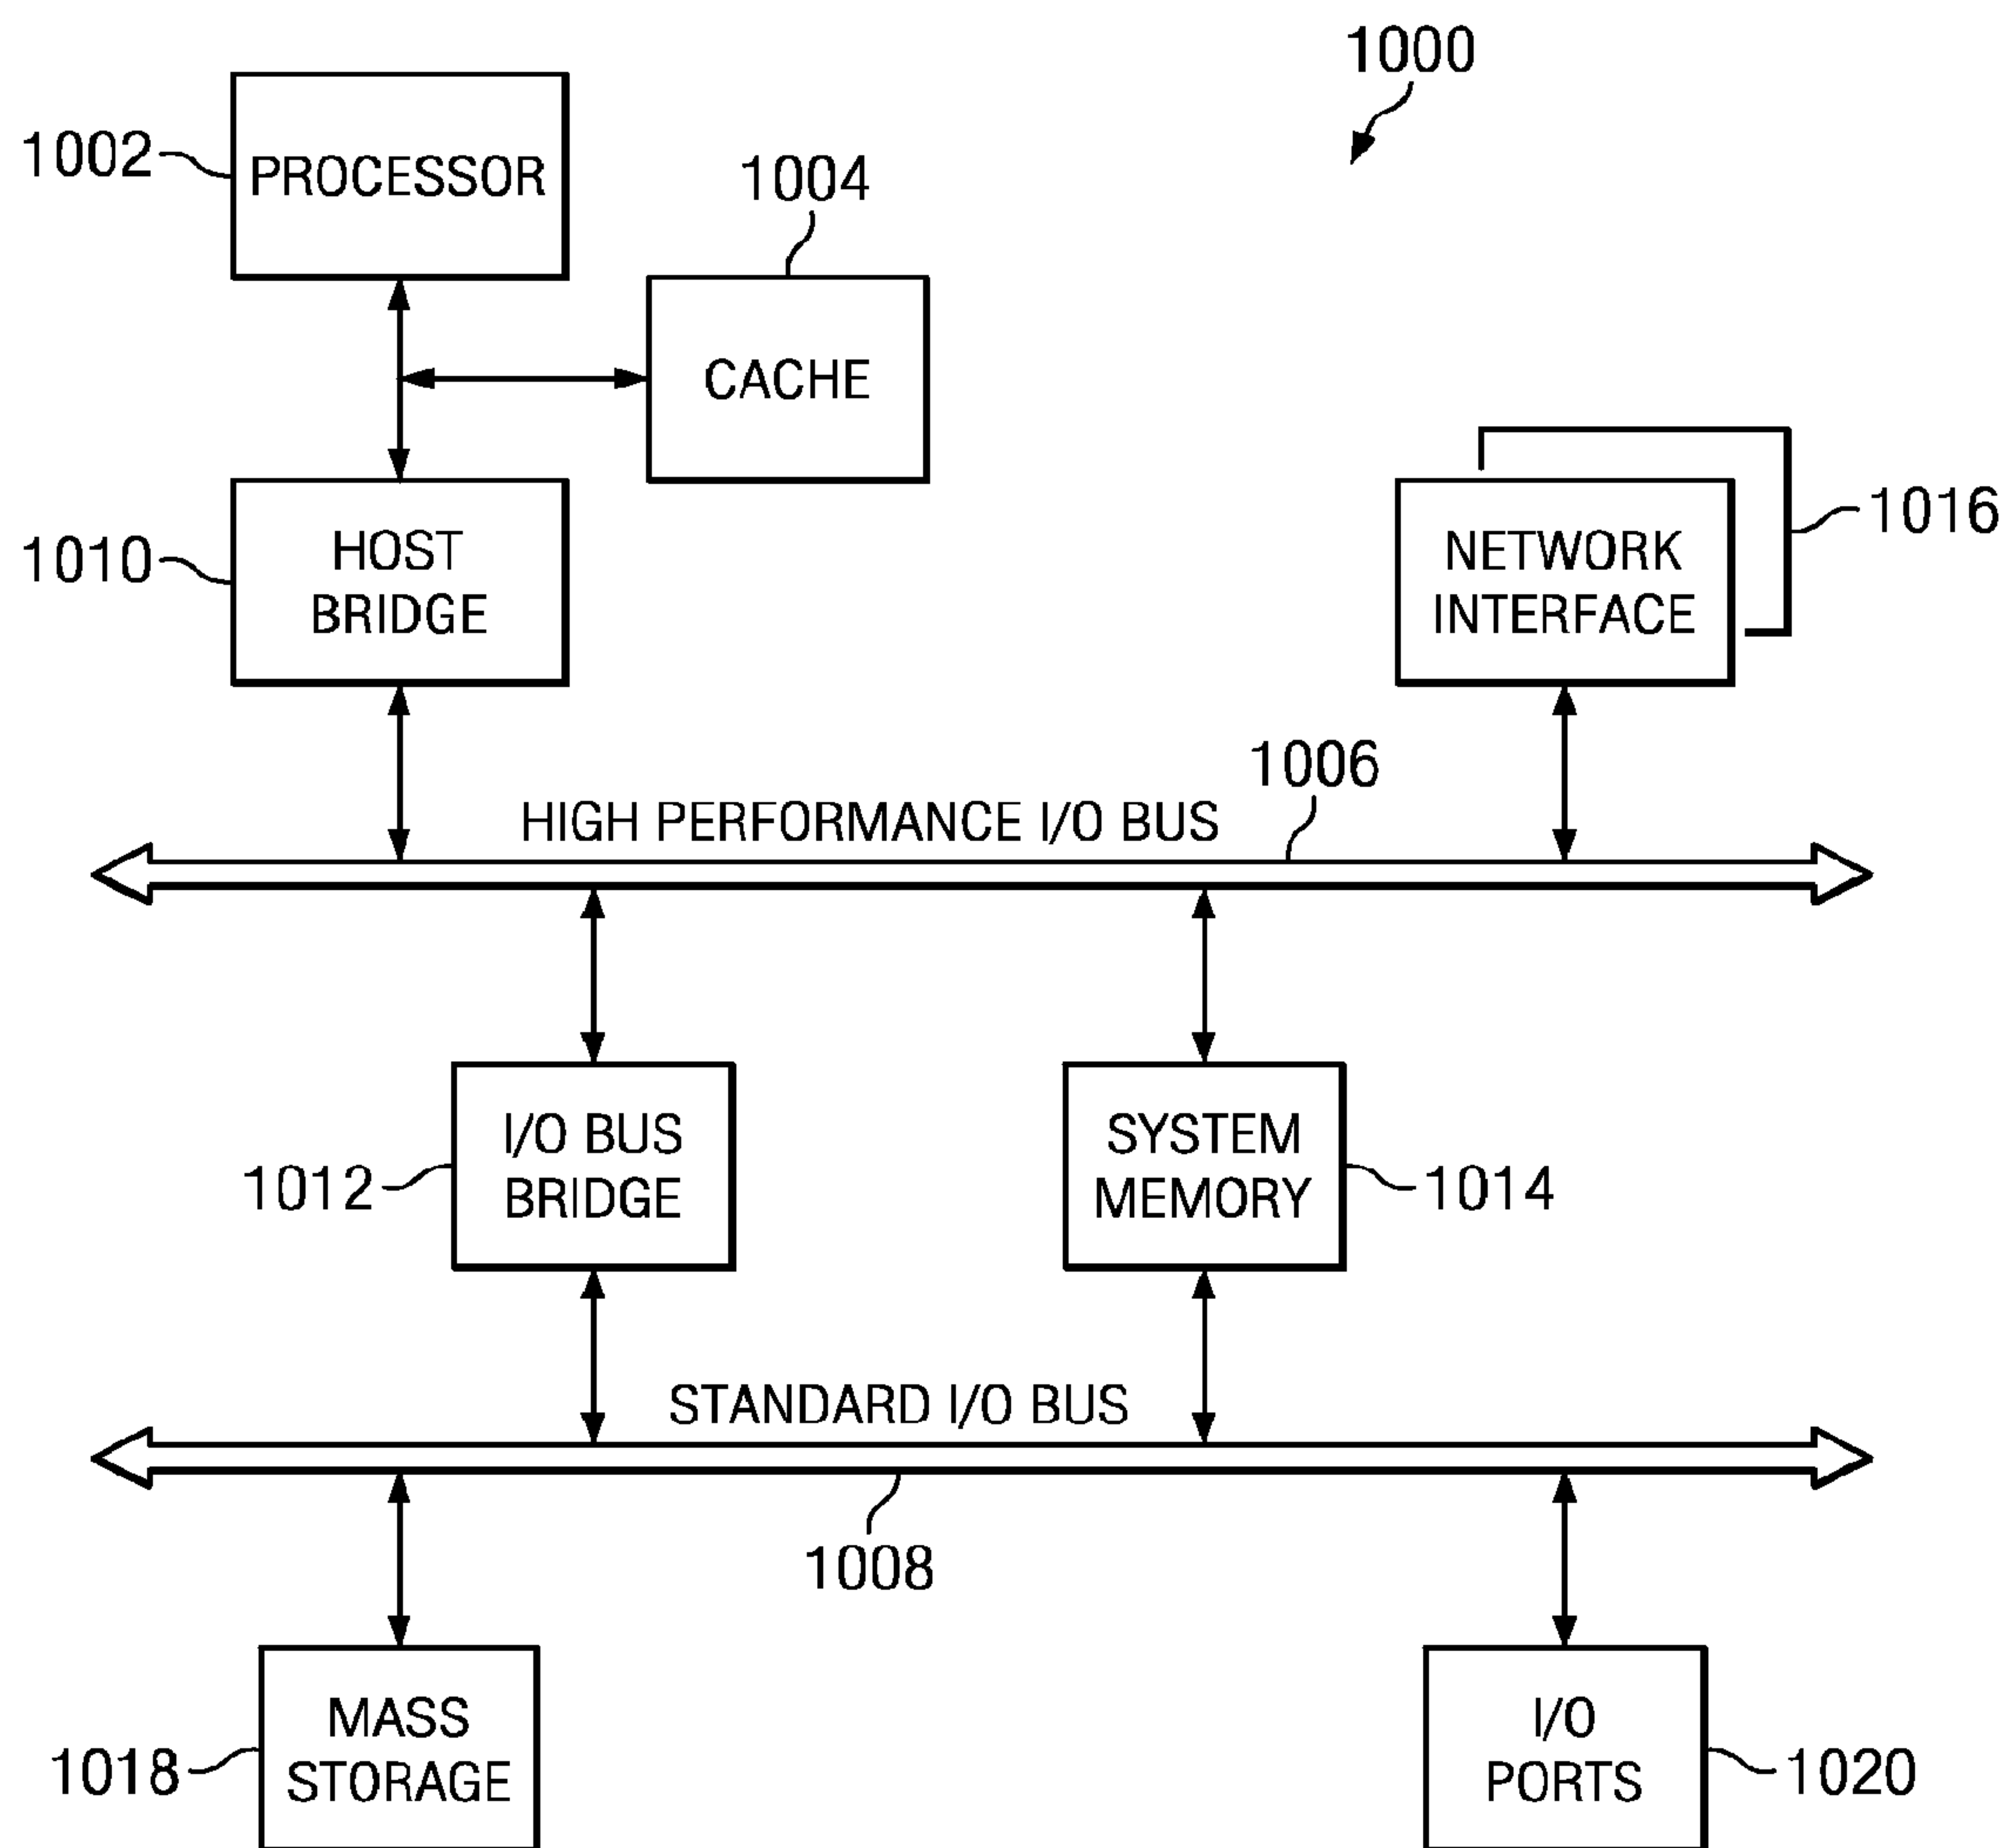 1000
1002
PROCESSOR
1004
CACHE
1010
HOST
BRIDGE
NETWORK
INTERFACE
1016
1006
HIGH PERFORMANCE I/O BUS
I/O BUS
BRIDGE
1012
SYSTEM
MEMORY
1014
STANDARD I/O BUS
1008
MASS
STORAGE
1018
I/O
PORTS
1020